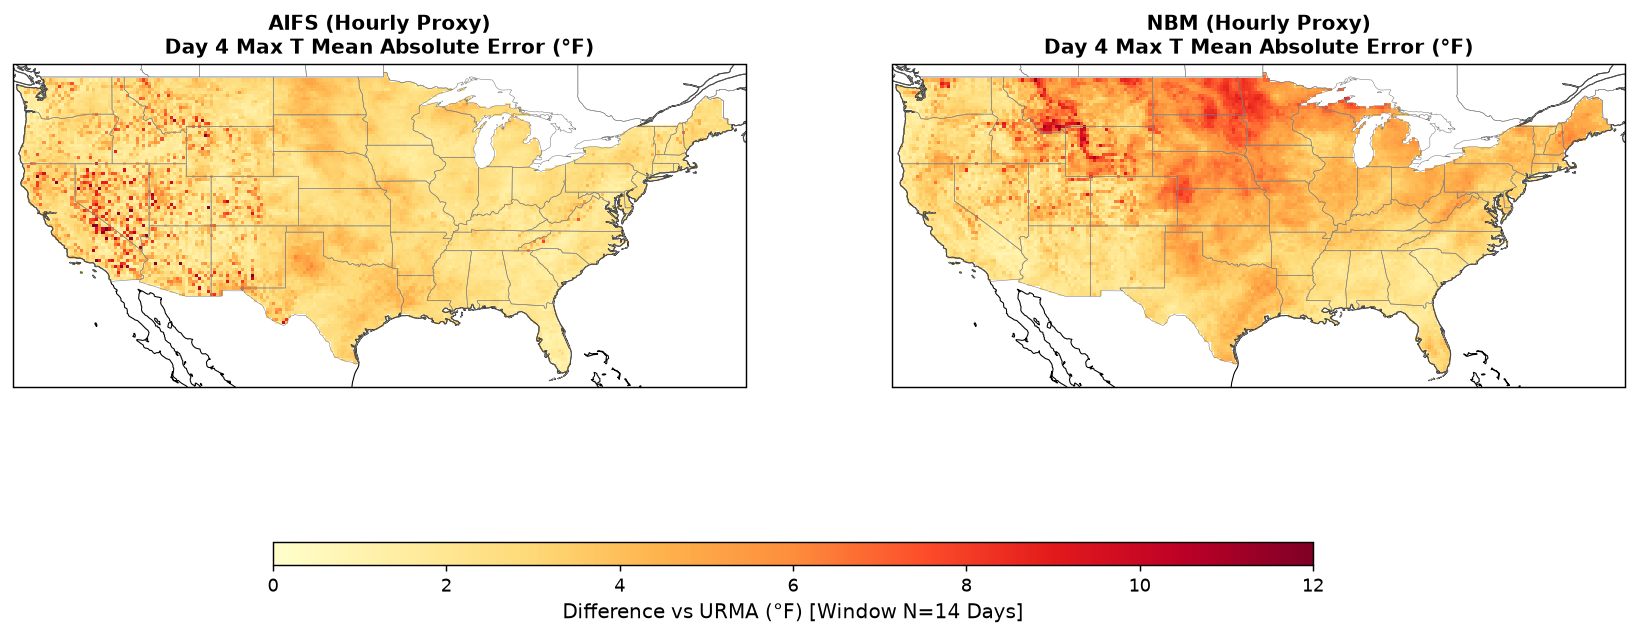 AIFS (Hourly Proxy)
Day 4 Max T Mean Absolute Error (°F)
NBM (Hourly Proxy)
Day 4 Max T Mean Absolute Error (°F)
0 2 4 6 8 10 12
Difference vs URMA (°F) [Window N=14 Days]